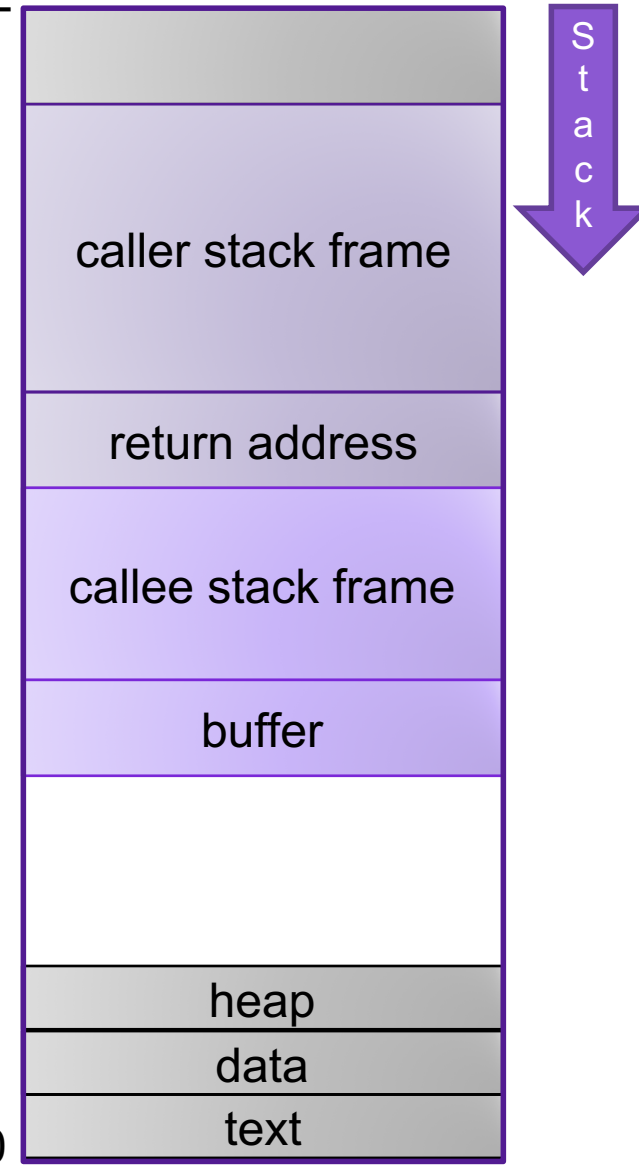 caller stack frame
return address
callee stack frame
buffer
heap
data
text
S
t
a
c
k